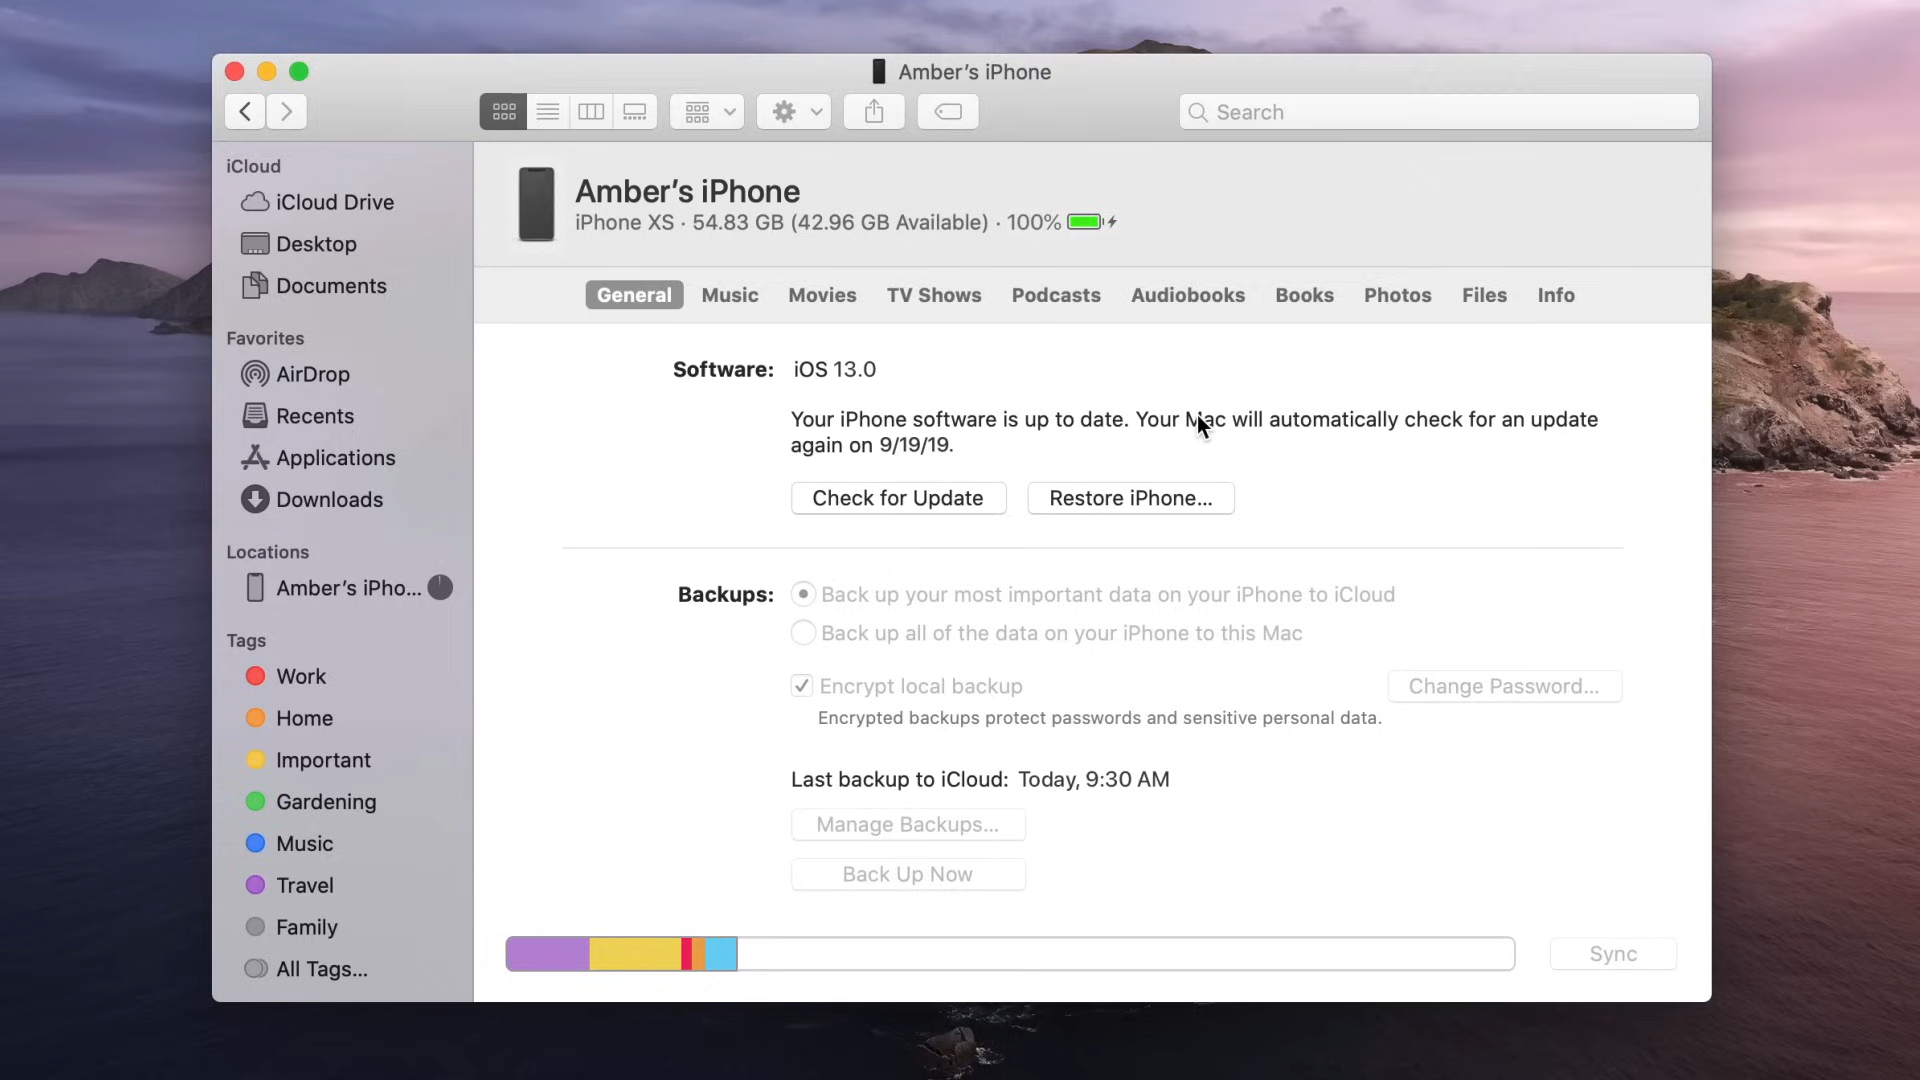 Amber’s iPhone
Search
iCloud
iCloud Drive
Desktop
Documents
Favorites
AirDrop
Recents
Applications
Downloads
Locations
Amber’s iPho...
Tags
Work
Home
Important
Gardening
Music
Travel
Family
All Tags...
Amber’s iPhone
iPhone XS · 54.83 GB (42.96 GB Available) · 100%
General Music Movies TV Shows Podcasts Audiobooks Books Photos Files Info
Software: iOS 13.0
Your iPhone software is up to date. Your Mac will automatically check for an update
again on 9/19/19.
Check for Update Restore iPhone...
Backups: Back up your most important data on your iPhone to iCloud
Back up all of the data on your iPhone to this Mac
Encrypt local backup Change Password...
Encrypted backups protect passwords and sensitive personal data.
Last backup to iCloud: Today, 9:30 AM
Manage Backups...
Back Up Now
Sync